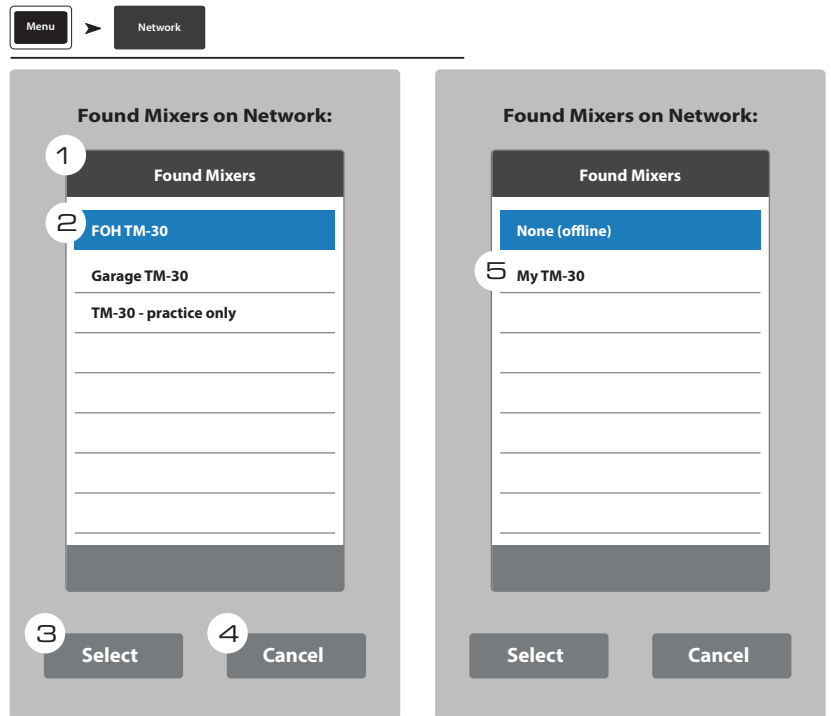 Menu
Network
Found Mixers on Network:
1
Found Mixers
2
FOH TM-30
Garage TM-30
TM-30 - practice only
3
Select
4
Cancel
Found Mixers on Network:
Found Mixers
None (offline)
5
My TM-30
Select
Cancel